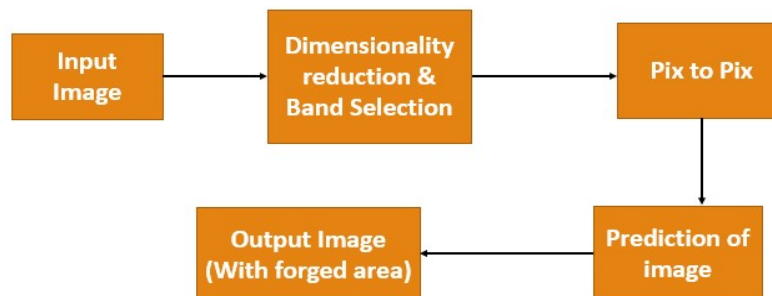 Input
Image
Dimensionality
reduction &
Band Selection
Pix to Pix
Prediction of
image
Output Image
(With forged area)